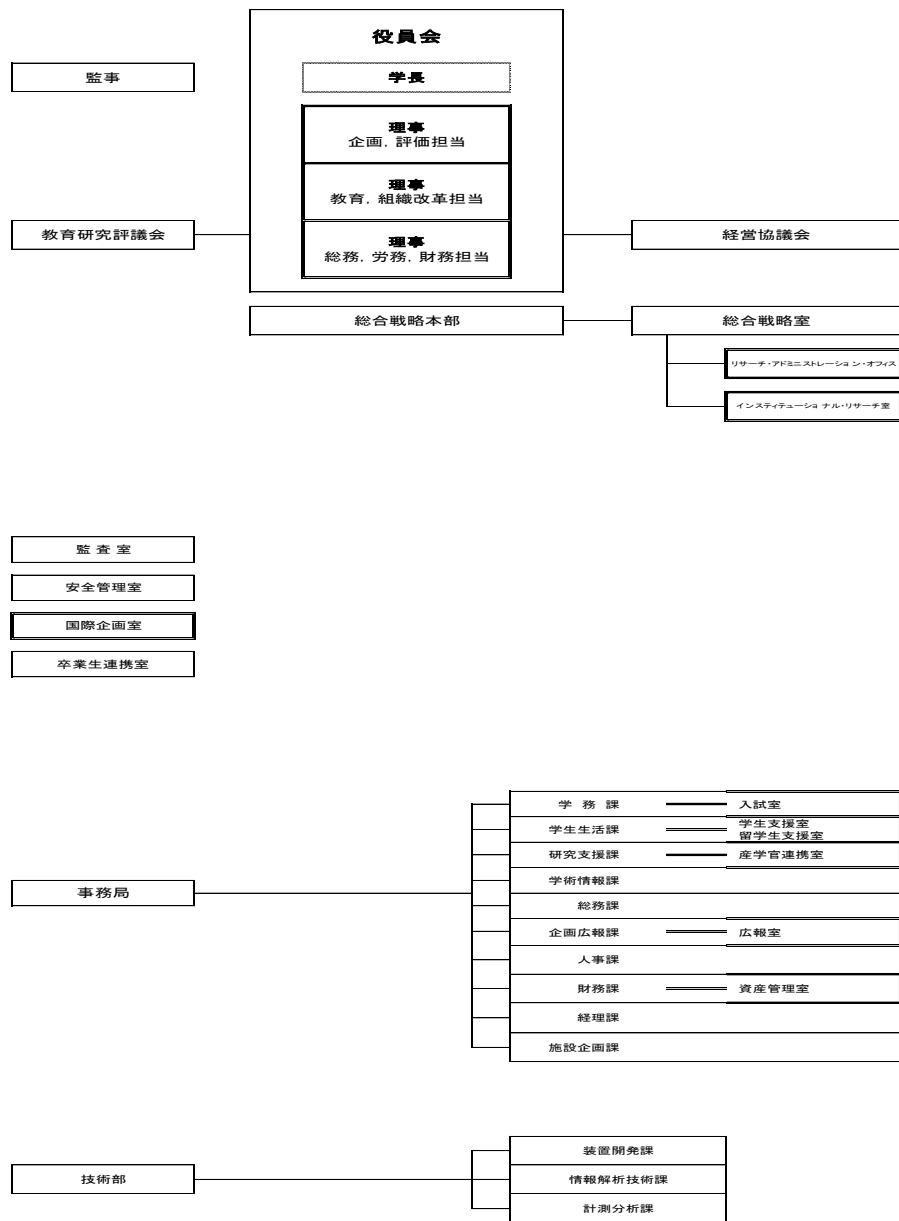 役員会
監事
学長
理事
企画，評価担当
理事
教育，組織改革担当
教育研究評議会
理事
総務，労務，財務担当
経営協議会
総合戦略本部
総合戦略室
リサーチ・アドミニストレーション・オフィス
インスティテューショナル・リサーチ室
監 査 室
安全管理室
国際企画室
卒業生連携室
学 務 課
入試室
学生生活課
学生支援室
留学生支援室
研究支援課
産学官連携室
事務局
学術情報課
総務課
企画広報課
広報室
人事課
財務課
資産管理室
経理課
施設企画課
技術部
装置開発課
情報解析技術課
計測分析課